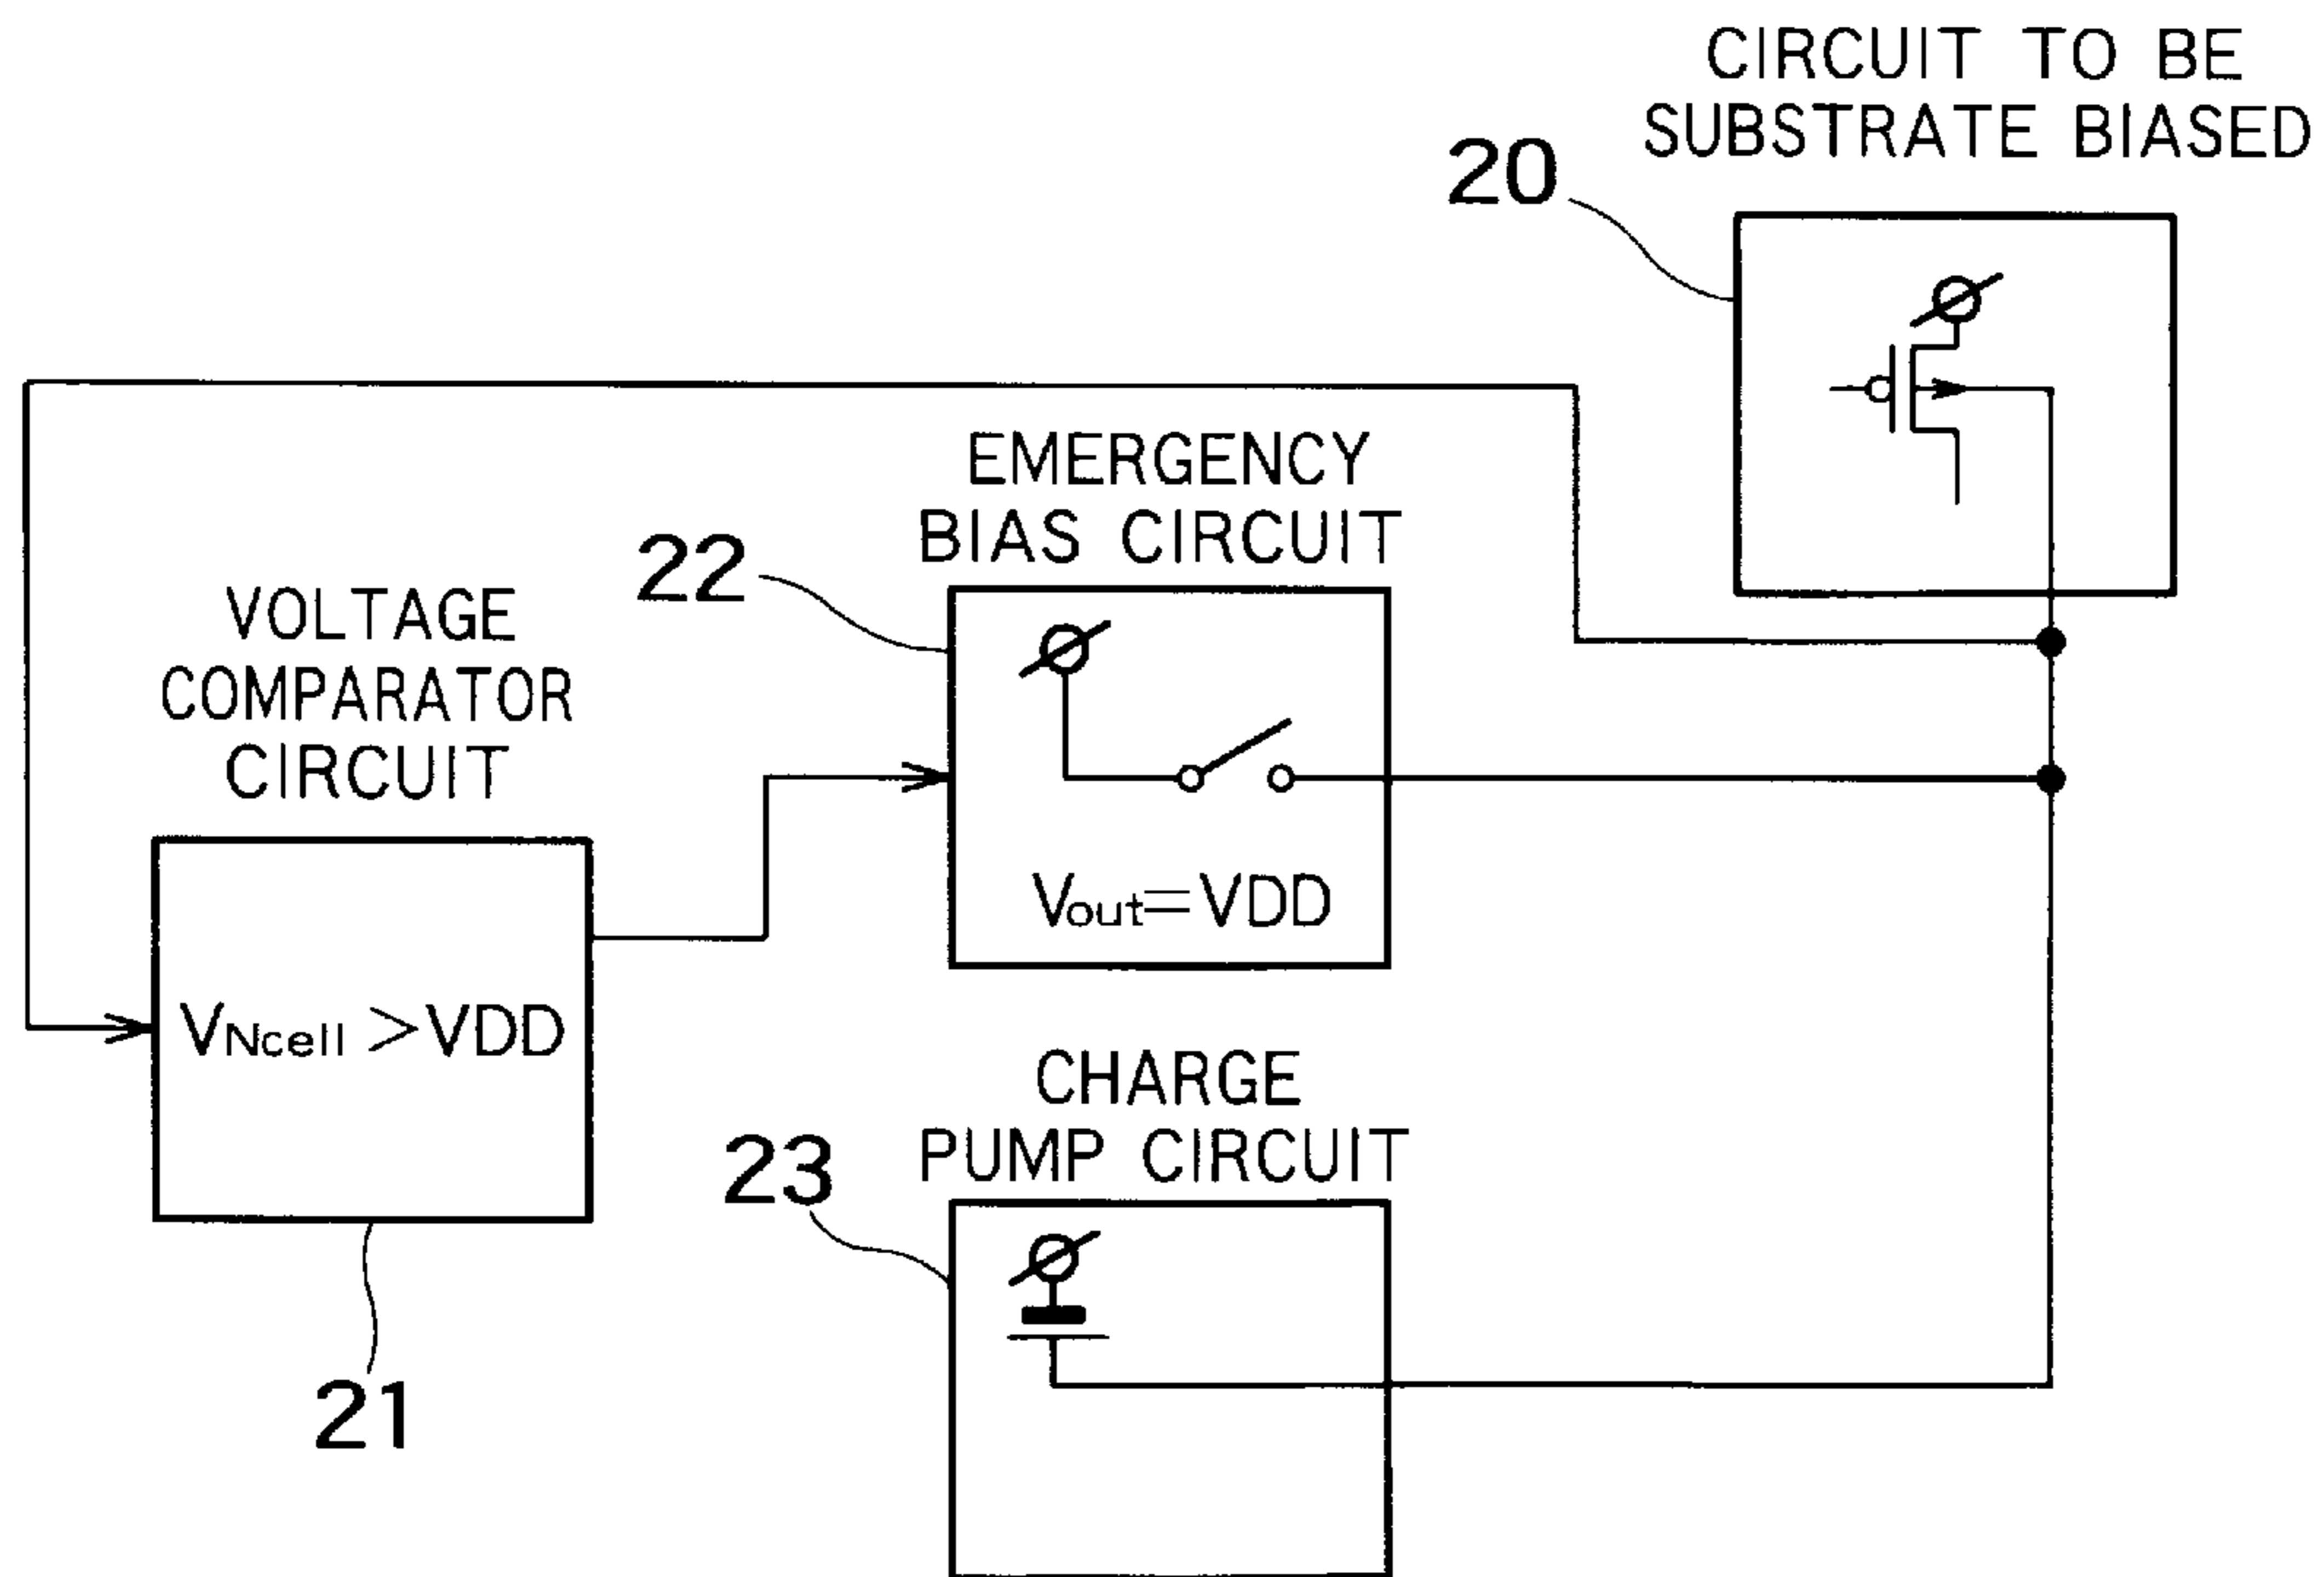 CIRCUIT TO BE
SUBSTRATE BIASED
20
EMERGENCY
BIAS CIRCUIT
22
VOLTAGE
COMPARATOR
CIRCUIT
Vout=VDD
VNcell >VDD
CHARGE
PUMP CIRCUIT
23
21